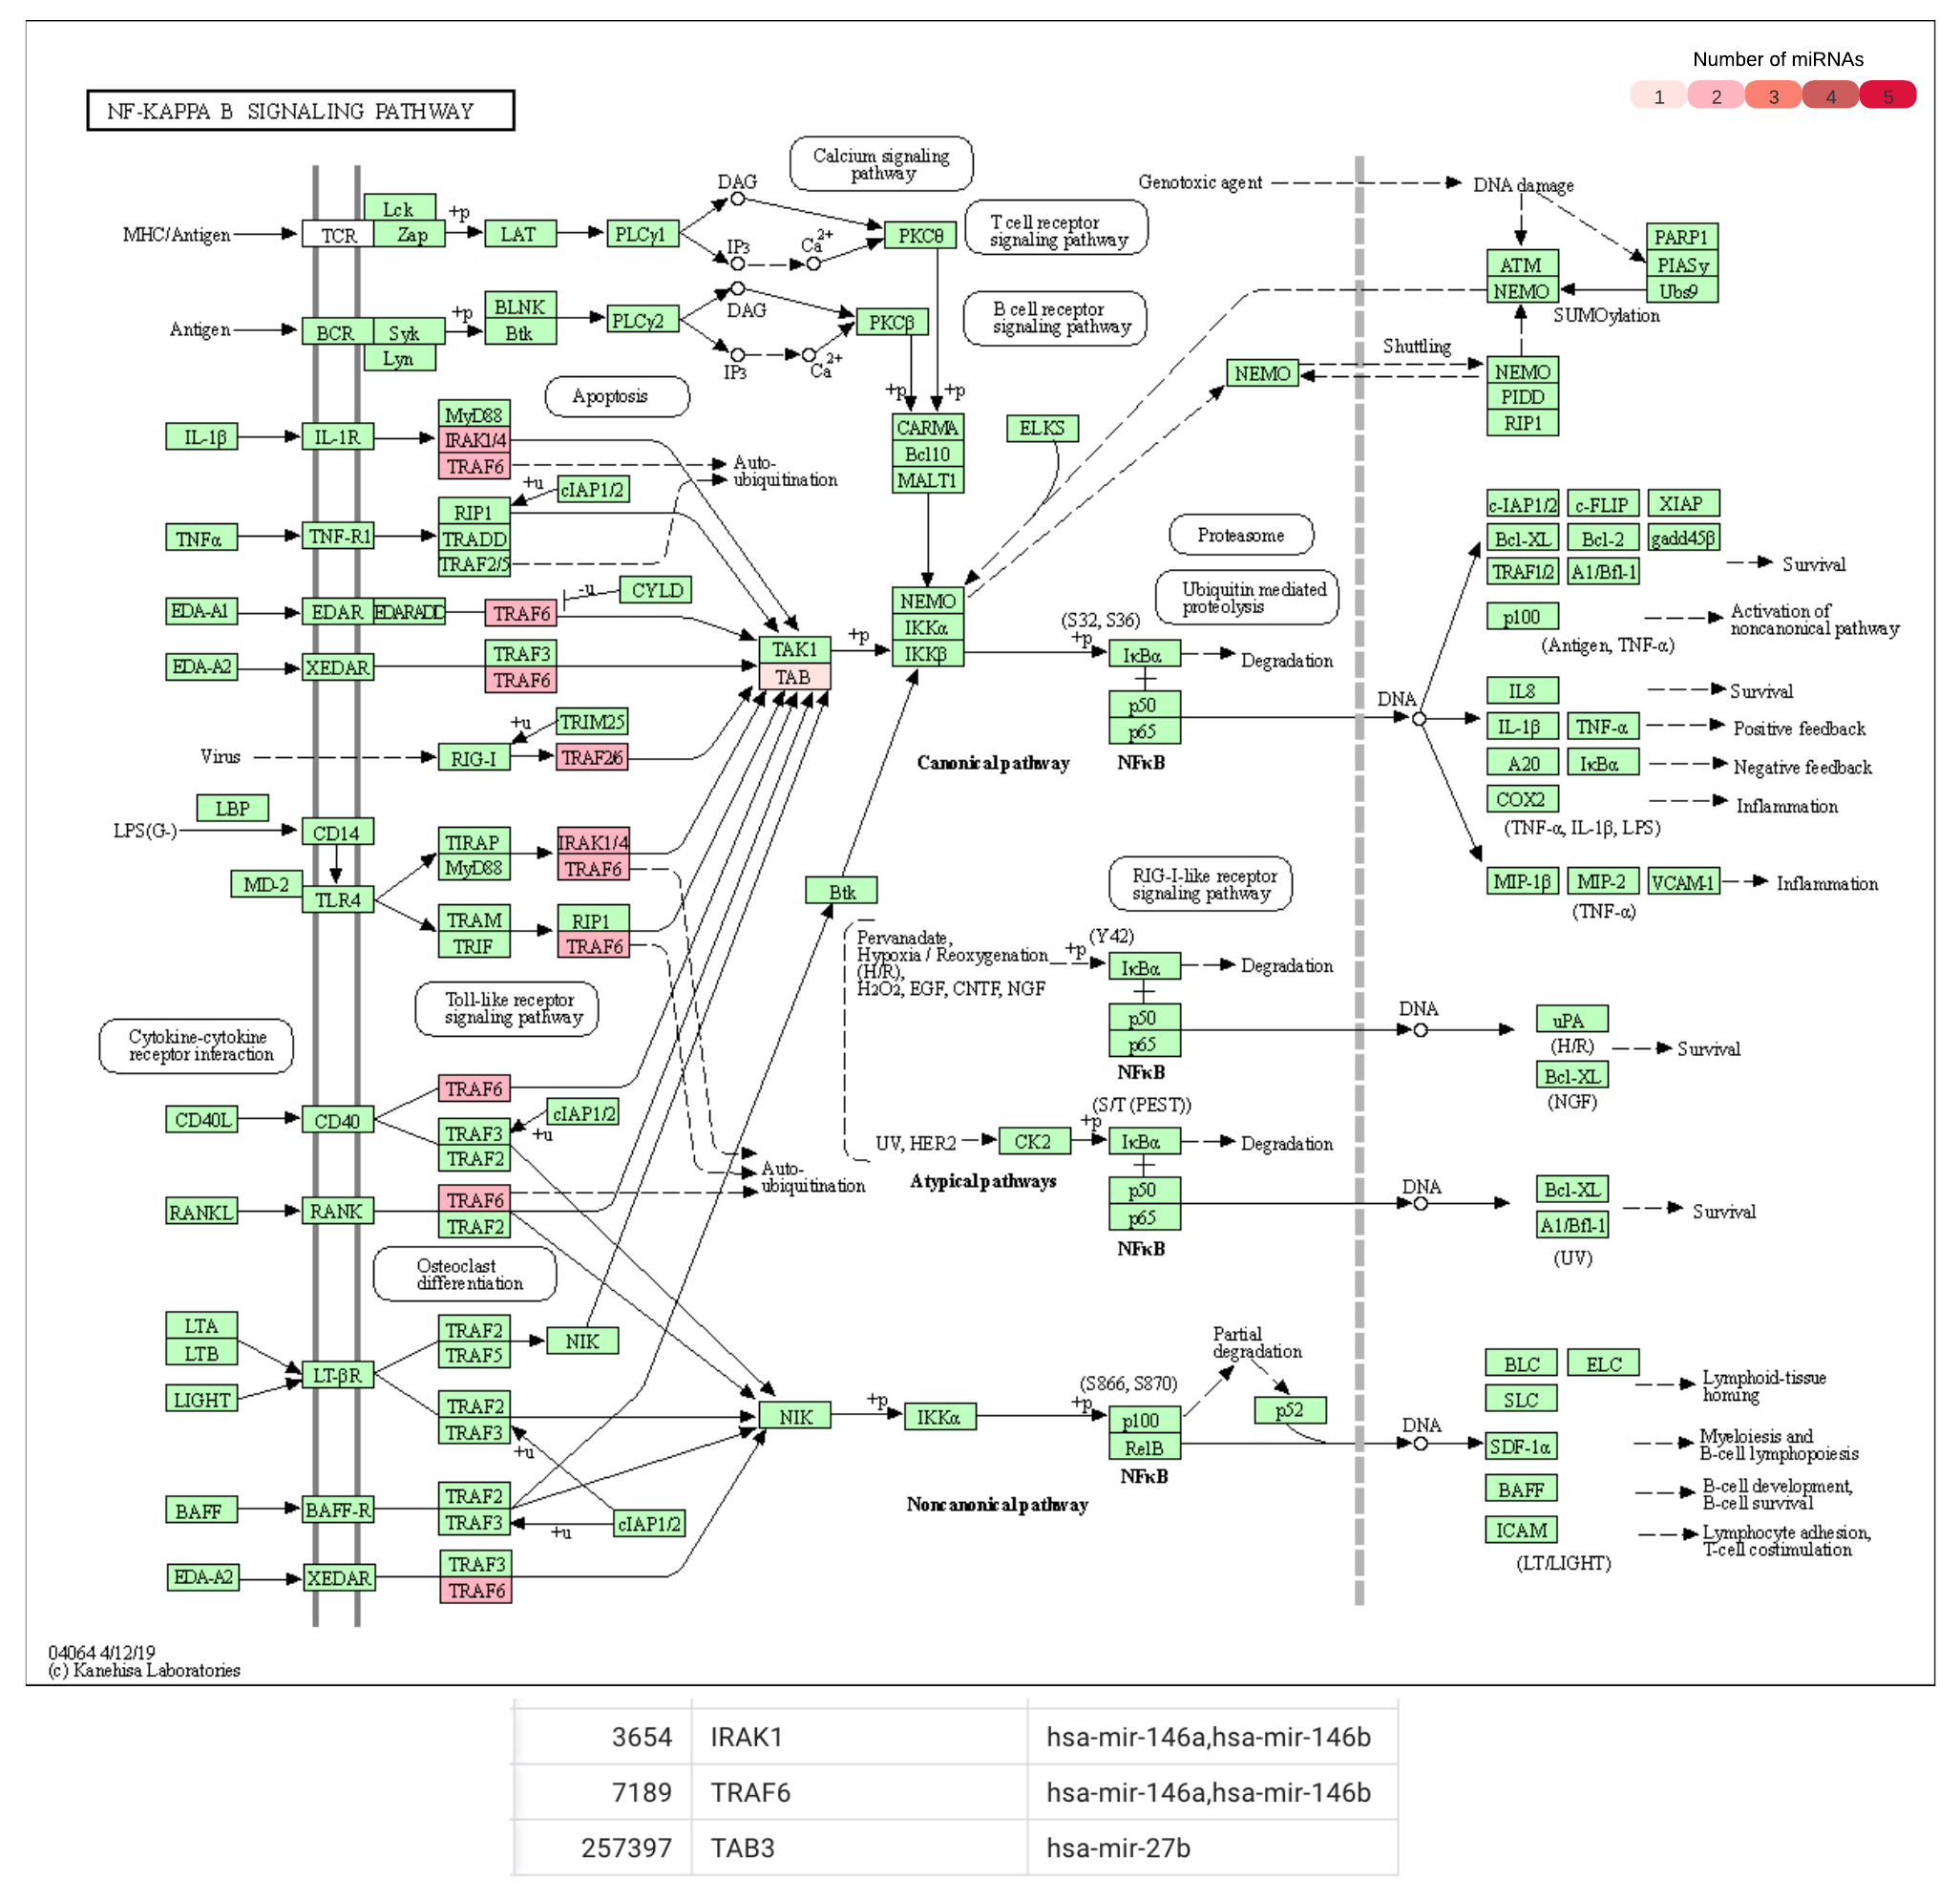 Number of miRNAs
1 2 3 4 5
NF-KAPPA B SIGNALING PATHWAY
Calcium signaling
pathway
Genotoxic agent
DNA damage
DAG
MHC/Antigen
TCR
Lck
Zap
+p
LAT
PLCγ1
IP3
Ca2+
PKCθ
T cell receptor
signaling pathway
ATM
NEMO
PARP1
PIASy
Ubs9
SUMOylation
Antigen
BCR
Syk
Lyn
+p
BLNK
Btk
PLCγ2
DAG
IP3
Ca2+
PKCβ
B cell receptor
signaling pathway
+p
+p
NEMO
Shuttling
NEMO
PIDD
RIP1
Apoptosis
IL-1β
IL-1R
MyD88
IRAK1/4
TRAF6
Auto-
ubiquitination
CARMA
Bcl10
MALT1
ELKS
TNFα
TNF-R1
RIP1
TRADD
TRAF2/5
+u
cIAP1/2
Proteasome
Ubiquitin mediated
proteolysis
c-IAP1/2
c-FLIP
XIAP
Bcl-XL
Bcl-2
gadd45β
TRAF1/2
A1/Bfl-1
Survival
p100
Activation of
noncanonical pathway
(Antigen, TNF-α)
EDA-A1
EDAR
EDARADD
TRAF6
-u
CYLD
EDA-A2
XEDAR
TRAF3
TRAF6
TAK1
TAB
+p
NEMO
IKKα
IKKβ
(S32, S36)
+p
IκBα
Degradation
p50
p65
NFκB
Canonical pathway
DNA
IL8
Survival
IL-1β
TNF-α
Positive feedback
A20
IκBα
Negative feedback
COX2
Inflammation
(TNF-α, IL-1β, LPS)
MIP-1β
MIP-2
VCAM-1
Inflammation
(TNF-α)
Virus
RIG-I
+u
TRIM25
TRAF2/6
LPS(G-)
LBP
CD14
MD-2
TLR4
TIRAP
MyD88
IRAK1/4
TRAF6
TRAM
TRIF
RIP1
TRAF6
Btk
RIG-I-like receptor
signaling pathway
Toll-like receptor
signaling pathway
Cytokine-cytokine
receptor interaction
Pervanadate,
Hypoxia / Reoxygenation
(H/R),
H2O2, EGF, CNTF, NGF
+p
(Y42)
IκBα
Degradation
p50
p65
NFκB
DNA
uPA
(H/R)
Survival
Bcl-XL
(NGF)
CD40L
CD40
TRAF6
TRAF3
TRAF2
cIAP1/2
+u
Auto-
ubiquitination
UV, HER2
CK2
+p
(S/T (PEST))
IκBα
Degradation
p50
p65
NFκB
Atypical pathways
DNA
Bcl-XL
A1/Bfl-1
Survival
(UV)
RANKL
RANK
TRAF6
TRAF2
Osteoclast
differentiation
LTA
LTB
LIGHT
LT-βR
TRAF2
TRAF5
NIK
TRAF2
TRAF3
+u
NIK
+p
IKKα
(S866, S870)
+p
p100
RelB
NFκB
Partial
degradation
p52
DNA
BLC
ELC
SLC
Lymphoid-tissue
homing
SDF-1α
Myeloiesis and
B-cell lymphopoiesis
BAFF
B-cell development,
B-cell survival
ICAM
Lymphocyte adhesion,
T-cell costimulation
(LT/LIGHT)
Noncanonical pathway
BAFF
BAFF-R
TRAF2
TRAF3
+u
cIAP1/2
EDA-A2
XEDAR
TRAF3
TRAF6
04064 4/12/19
(c) Kanehisa Laboratories
3654 IRAK1 hsa-mir-146a,hsa-mir-146b
7189 TRAF6 hsa-mir-146a,hsa-mir-146b
257397 TAB3 hsa-mir-27b